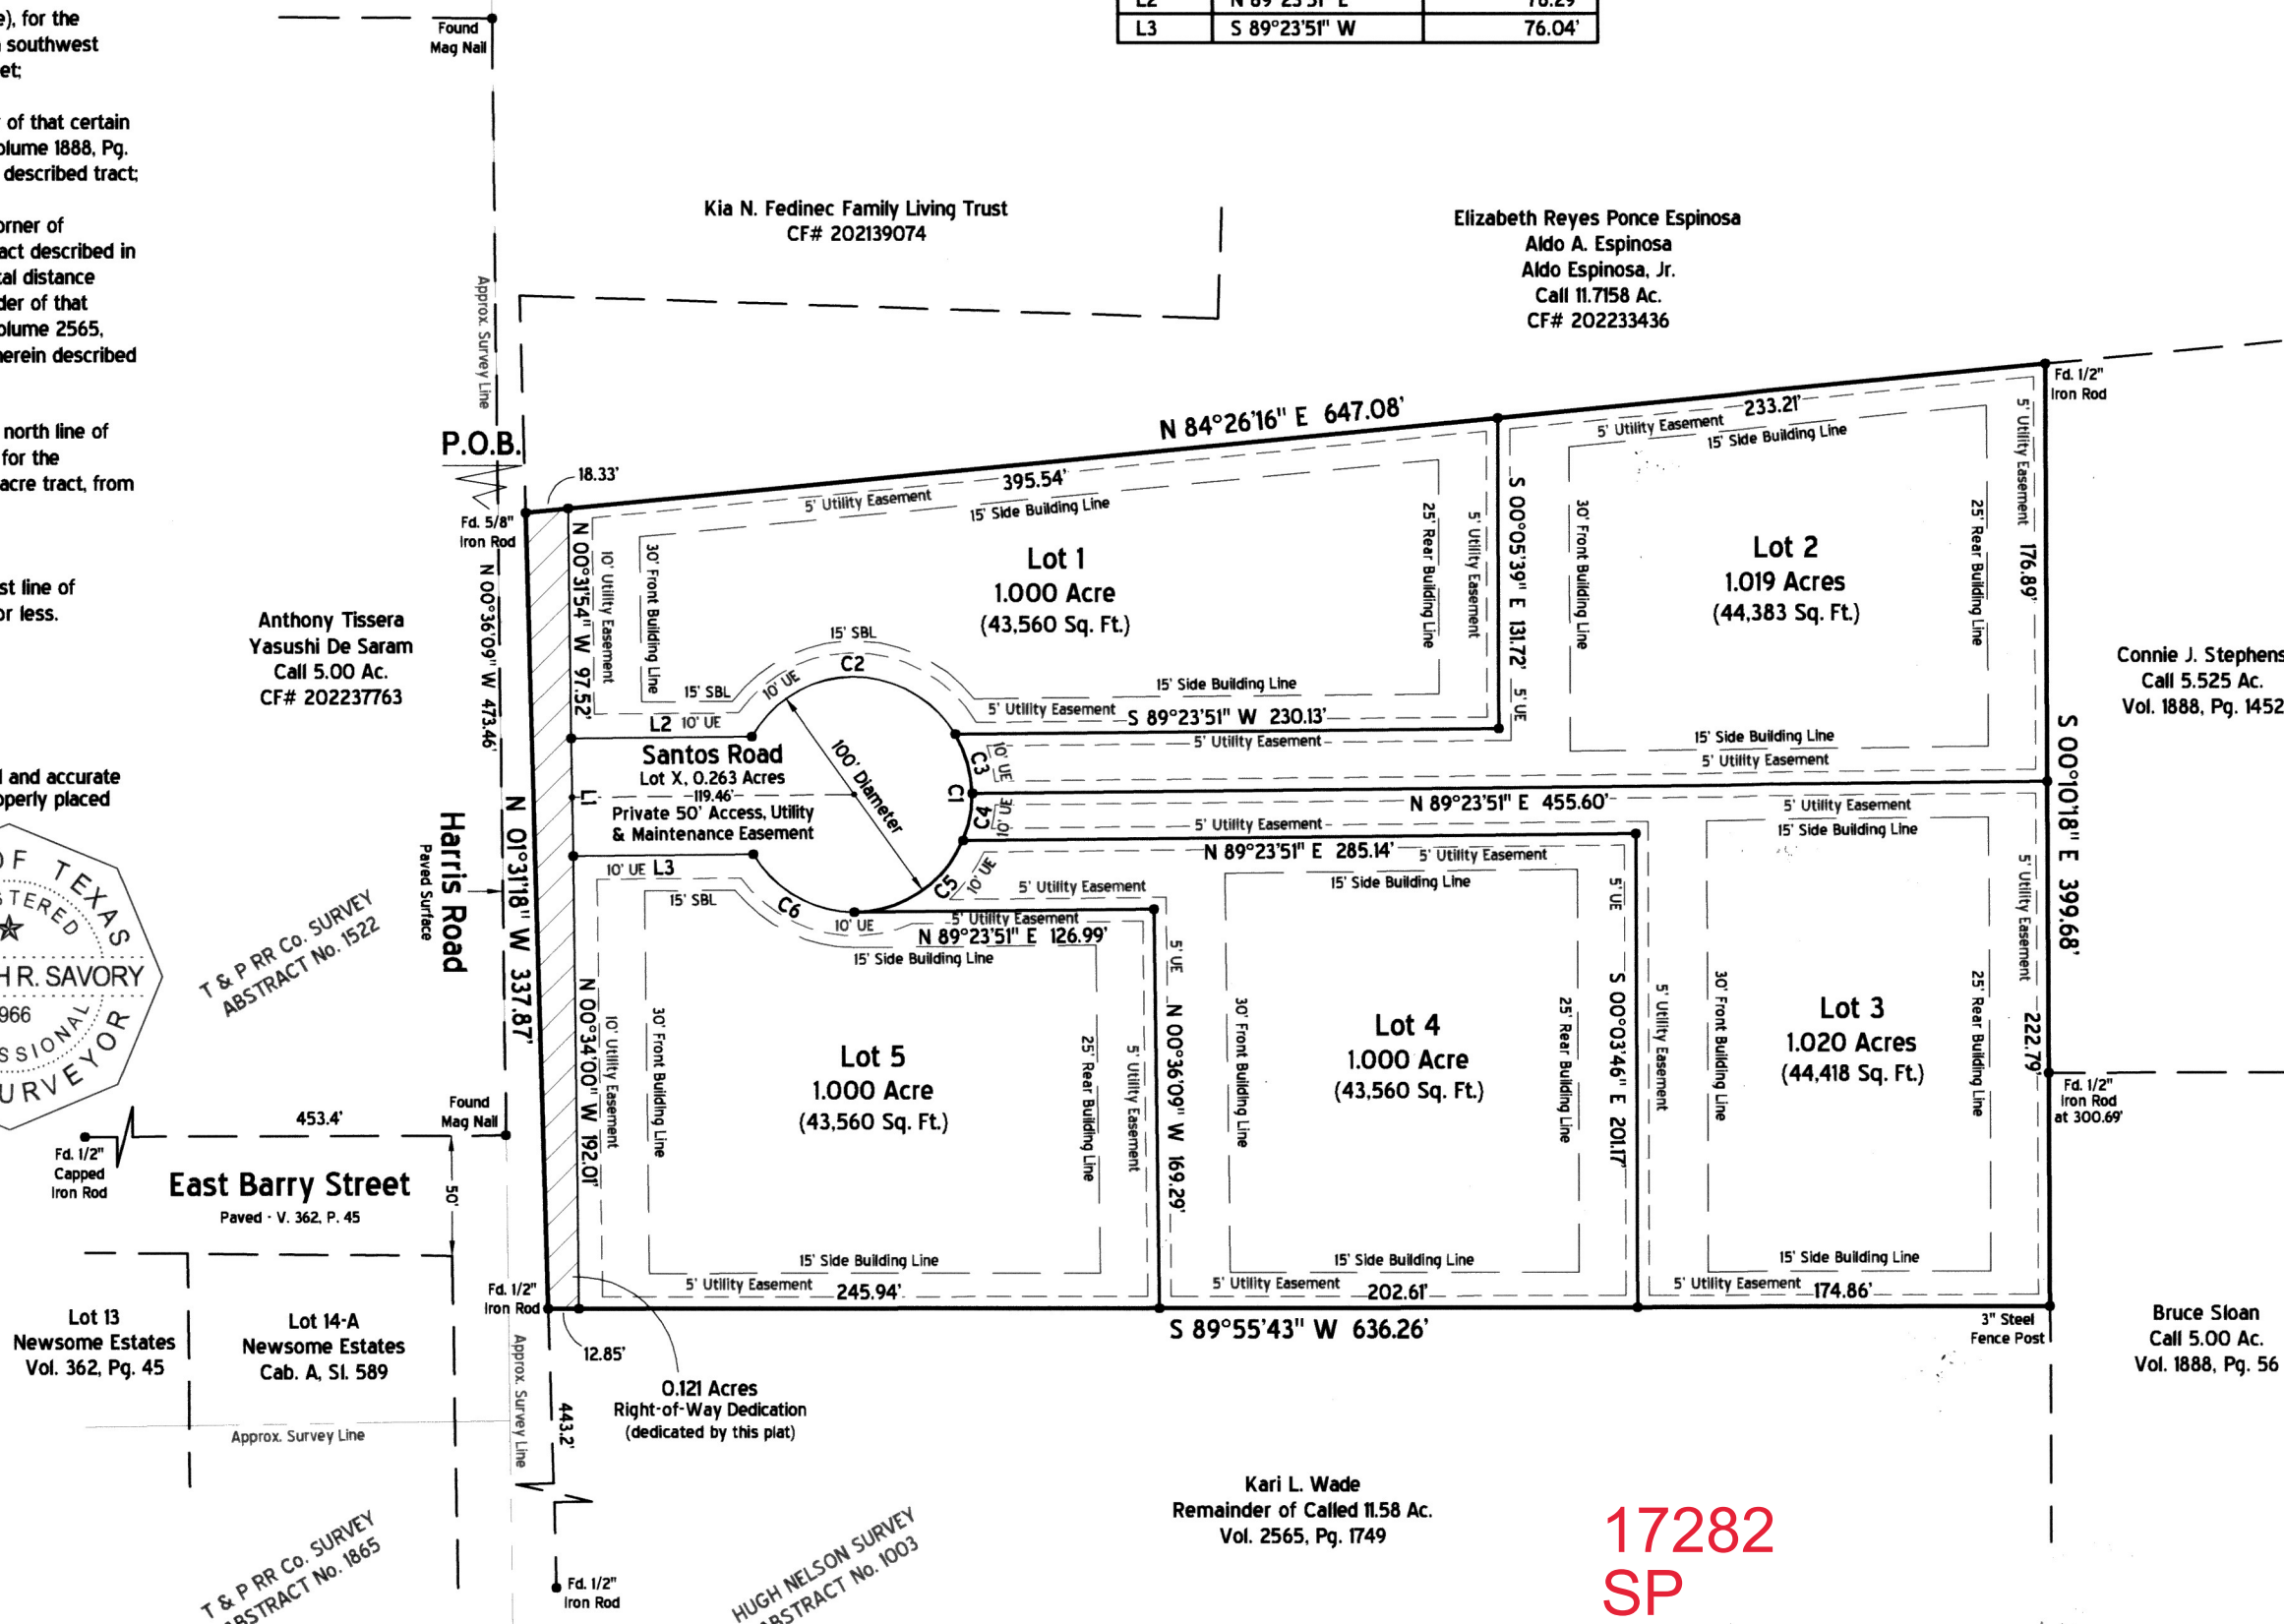 e), for the
southwest
et;
of that certain
olume 1888, Pg.
described tract;
orner of
act described in
tal distance
der of that
olume 2565,
herein described
north line of
for the
acre tract, from
st line of
or less.
and accurate
operly placed
OF TEXAS
STERED
H R. SAVORY
966
SSIONAL
SURVEYOR
Found
Mag Nail
L2 N 89°23'51" E 76.29'
L3 S 89°23'51" W 76.04'
Kia N. Fedinec Family Living Trust
CF# 202139074
Elizabeth Reyes Ponce Espinosa
Aldo A. Espinosa
Aldo Espinosa, Jr.
Call 11.7158 Ac.
CF# 202233436
Approx. Survey Line
P.O.B.
18.33'
Fd. 5/8"
Iron Rod
N 84°26'16" E 647.08'
395.54'
233.21'
Fd. 1/2"
Iron Rod
5' Utility Easement
15' Side Building Line
5' Utility Easement
15' Side Building Line
N 00°36'09" W 473.46'
N 00°31'54" W 97.52'
10' Utility Easement
30' Front Building Line
Lot 1
1.000 Acre
(43,560 Sq. Ft.)
25' Rear Building Line
5' Utility Easement
S 00°05'39" E 131.72'
5' UE
30' Front Building Line
Lot 2
1.019 Acres
(44,383 Sq. Ft.)
25' Rear Building Line
5' Utility Easement
176.89'
Anthony Tissera
Yasushi De Saram
Call 5.00 Ac.
CF# 202237763
Connie J. Stephens
Call 5.525 Ac.
Vol. 1888, Pg. 1452
15' SBL
C2
15' SBL
10' UE
L2 10' UE
15' Side Building Line
5' Utility Easement
S 89°23'51" W 230.13'
5' Utility Easement
15' Side Building Line
5' Utility Easement
Santos Road
Lot X, 0.263 Acres
119.46'
Private 50' Access, Utility
& Maintenance Easement
L1
100' Diameter
C3
10' UE
C1
C4
10' UE
N 89°23'51" E 455.60'
5' Utility Easement
15' Side Building Line
5' Utility Easement
N 89°23'51" E 285.14'
5' Utility Easement
15' Side Building Line
S 00°10'18" E 399.68'
Harris Road
Paved Surface
N 01°31'18" W 337.87'
T & P RR Co. SURVEY
ABSTRACT No. 1522
10' UE L3
15' SBL
C6
C5
10' UE
10' UE
5' Utility Easement
5' Utility Easement
N 89°23'51" E 126.99'
15' Side Building Line
N 00°34'00" W 192.01'
10' Utility Easement
30' Front Building Line
Lot 5
1.000 Acre
(43,560 Sq. Ft.)
25' Rear Building Line
5' Utility Easement
5' UE
N 00°36'09" W 169.29'
30' Front Building Line
Lot 4
1.000 Acre
(43,560 Sq. Ft.)
25' Rear Building Line
5' UE
S 00°03'46" E 201.17'
5' Utility Easement
30' Front Building Line
Lot 3
1.020 Acres
(44,418 Sq. Ft.)
25' Rear Building Line
5' Utility Easement
222.79'
Fd. 1/2"
Iron Rod
at 300.69'
453.4'
Found
Mag Nail
Fd. 1/2"
Capped
Iron Rod
East Barry Street
Paved - V. 362, P. 45
50'
Lot 13
Newsome Estates
Vol. 362, Pg. 45
Lot 14-A
Newsome Estates
Cab. A, Sl. 589
Fd. 1/2"
Iron Rod
15' Side Building Line
5' Utility Easement
245.94'
15' Side Building Line
5' Utility Easement
202.61'
15' Side Building Line
5' Utility Easement
174.86'
S 89°55'43" W 636.26'
3" Steel
Fence Post
Bruce Sloan
Call 5.00 Ac.
Vol. 1888, Pg. 56
12.85'
0.121 Acres
Right-of-Way Dedication
(dedicated by this plat)
Approx. Survey Line
Approx. Survey Line
443.2'
Kari L. Wade
Remainder of Called 11.58 Ac.
Vol. 2565, Pg. 1749
17282
SP
T & P RR Co. SURVEY
ABSTRACT No. 1865
HUGH NELSON SURVEY
ABSTRACT No. 1003
Fd. 1/2"
Iron Rod